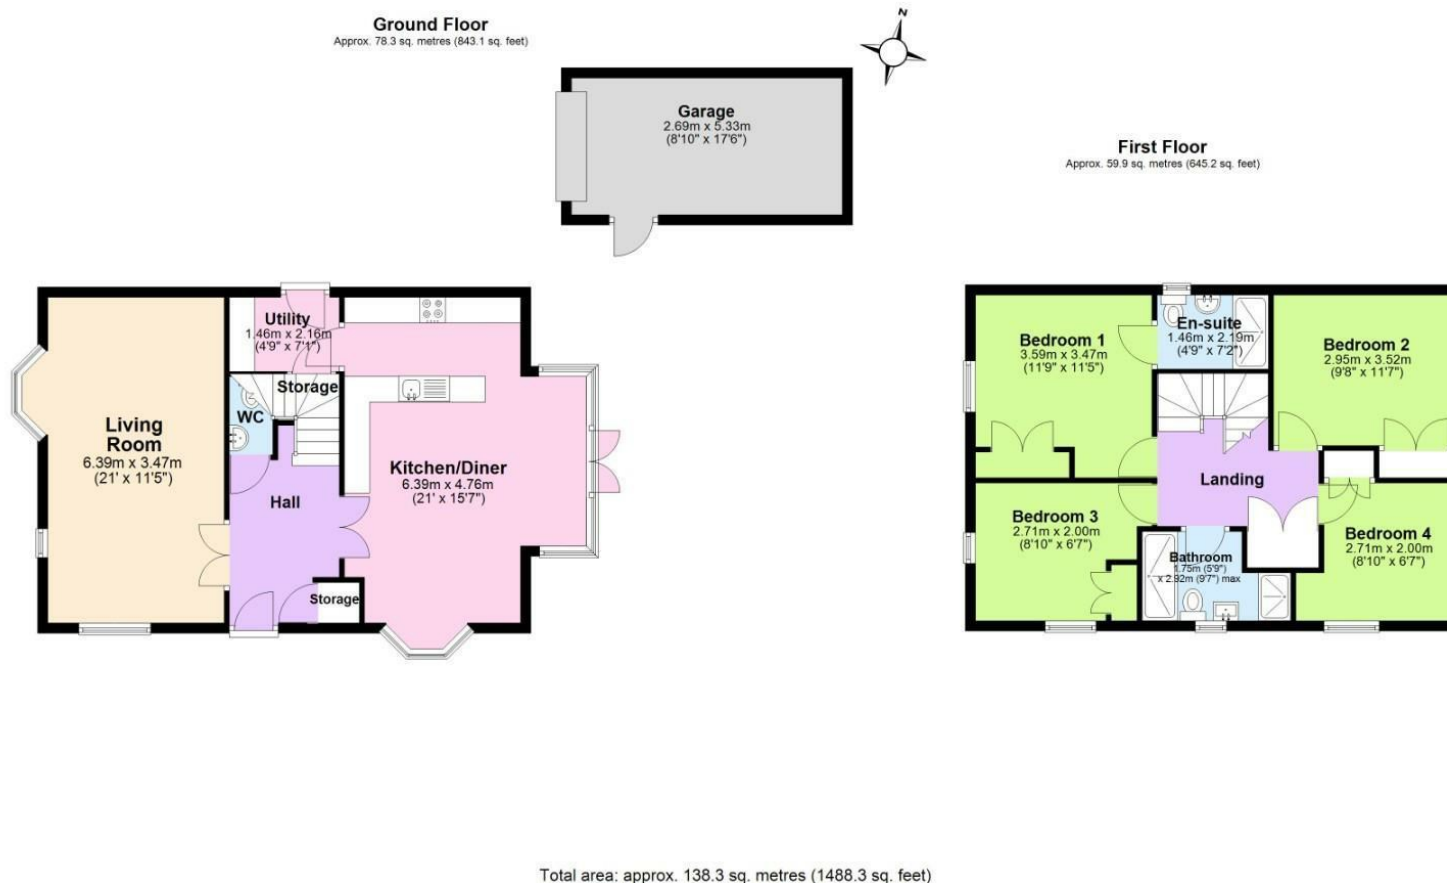 Ground Floor
Approx. 78.3 sq. metres (843.1 sq. feet)
N
Garage
2.69m x 5.33m
(8'10" x 17'6")
First Floor
Approx. 59.9 sq. metres (645.2 sq. feet)
Utility
1.46m x 2.16m
(4'9" x 7'1")
Storage
WC
Living
Room
6.39m x 3.47m
(21' x 11'5")
Kitchen/Diner
6.39m x 4.76m
(21' x 15'7")
Hall
Storage
Bedroom 1
3.59m x 3.47m
(11'9" x 11'5")
En-suite
1.46m x 2.19m
(4'9" x 7'2")
Bedroom 2
2.95m x 3.52m
(9'8" x 11'7")
Landing
Bedroom 3
2.71m x 2.00m
(8'10" x 6'7")
Bathroom
1.75m (5'9")
x 2.92m (9'7") max
Bedroom 4
2.71m x 2.00m
(8'10" x 6'7")
Total area: approx. 138.3 sq. metres (1488.3 sq. feet)